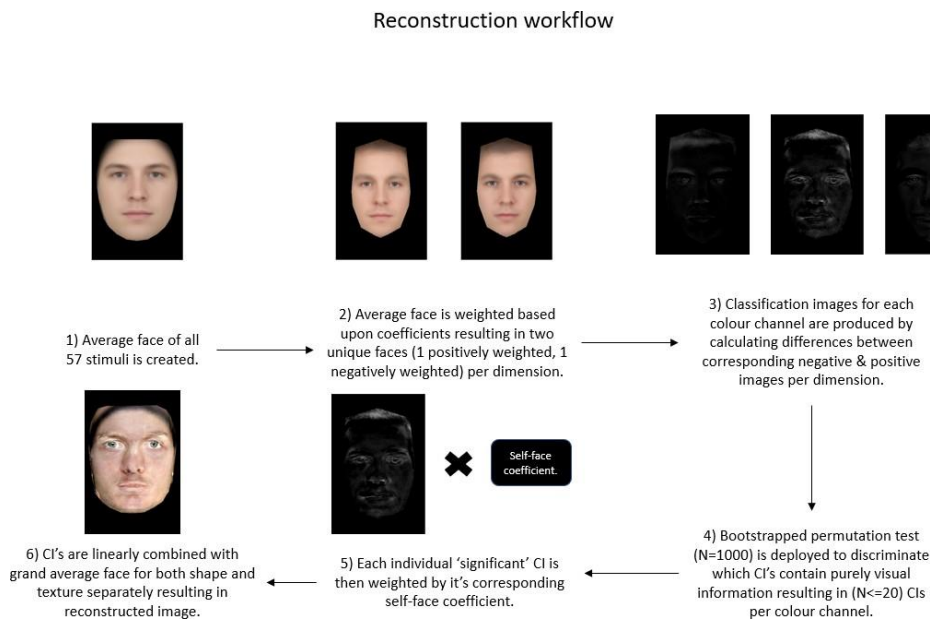 Reconstruction workflow
1) Average face of all
57 stimuli is created.
2) Average face is weighted based
upon coefficients resulting in two
unique faces (1 positively weighted, 1
negatively weighted) per dimension.
3) Classification images for each
colour channel are produced by
calculating differences between
corresponding negative & positive
images per dimension.
4) Bootstrapped permutation test
(N=1000) is deployed to discriminate
which CI's contain purely visual
information resulting in (N<=20) CIs
per colour channel.
Self-face
coefficient.
5) Each individual ‘significant’ CI is
then weighted by it's corresponding
self-face coefficient.
6) CI's are linearly combined with
grand average face for both shape and
texture separately resulting in
reconstructed image.